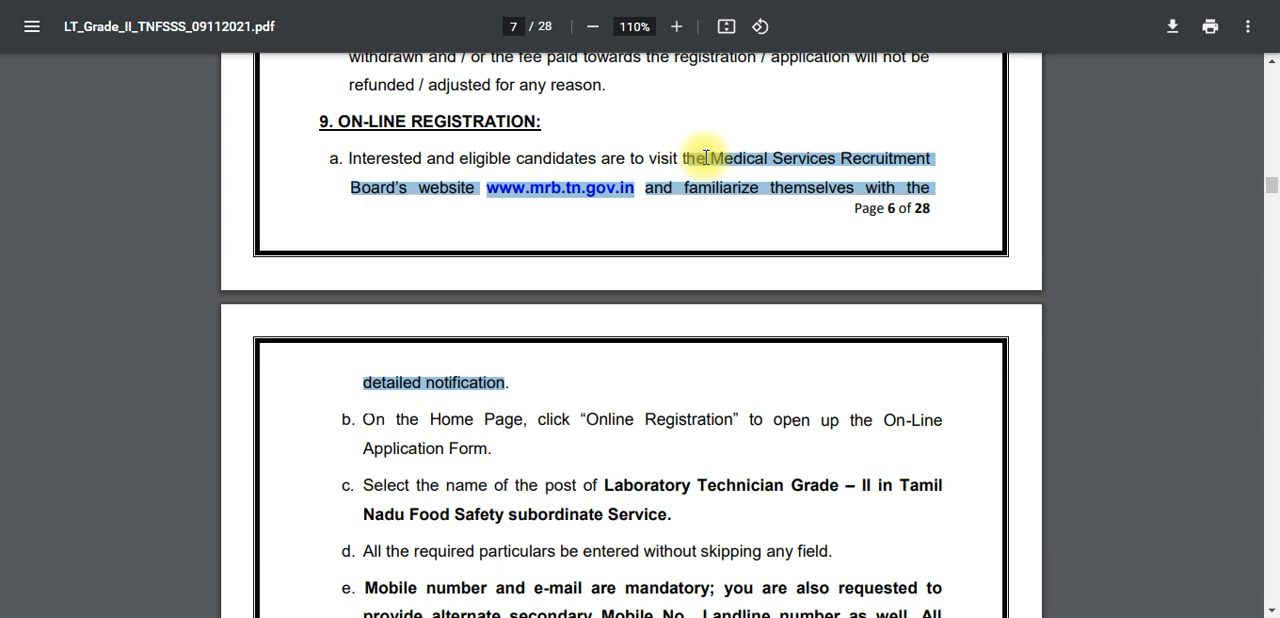 LT_Grade_II_TNFSSS_09112021.pdf
7 / 28
110%
withdrawn and / or the fee paid towards the registration / application will not be
refunded / adjusted for any reason.
9. ON-LINE REGISTRATION:
a. Interested and eligible candidates are to visit the Medical Services Recruitment
Board's website www.mrb.tn.gov.in and familiarize themselves with the
Page 6 of 28
detailed notification.
b. On the Home Page, click “Online Registration” to open up the On-Line
Application Form.
c. Select the name of the post of Laboratory Technician Grade – II in Tamil
Nadu Food Safety subordinate Service.
d. All the required particulars be entered without skipping any field.
e. Mobile number and e-mail are mandatory; you are also requested to
provide alternate secondary Mobile No., Landline number as well. All